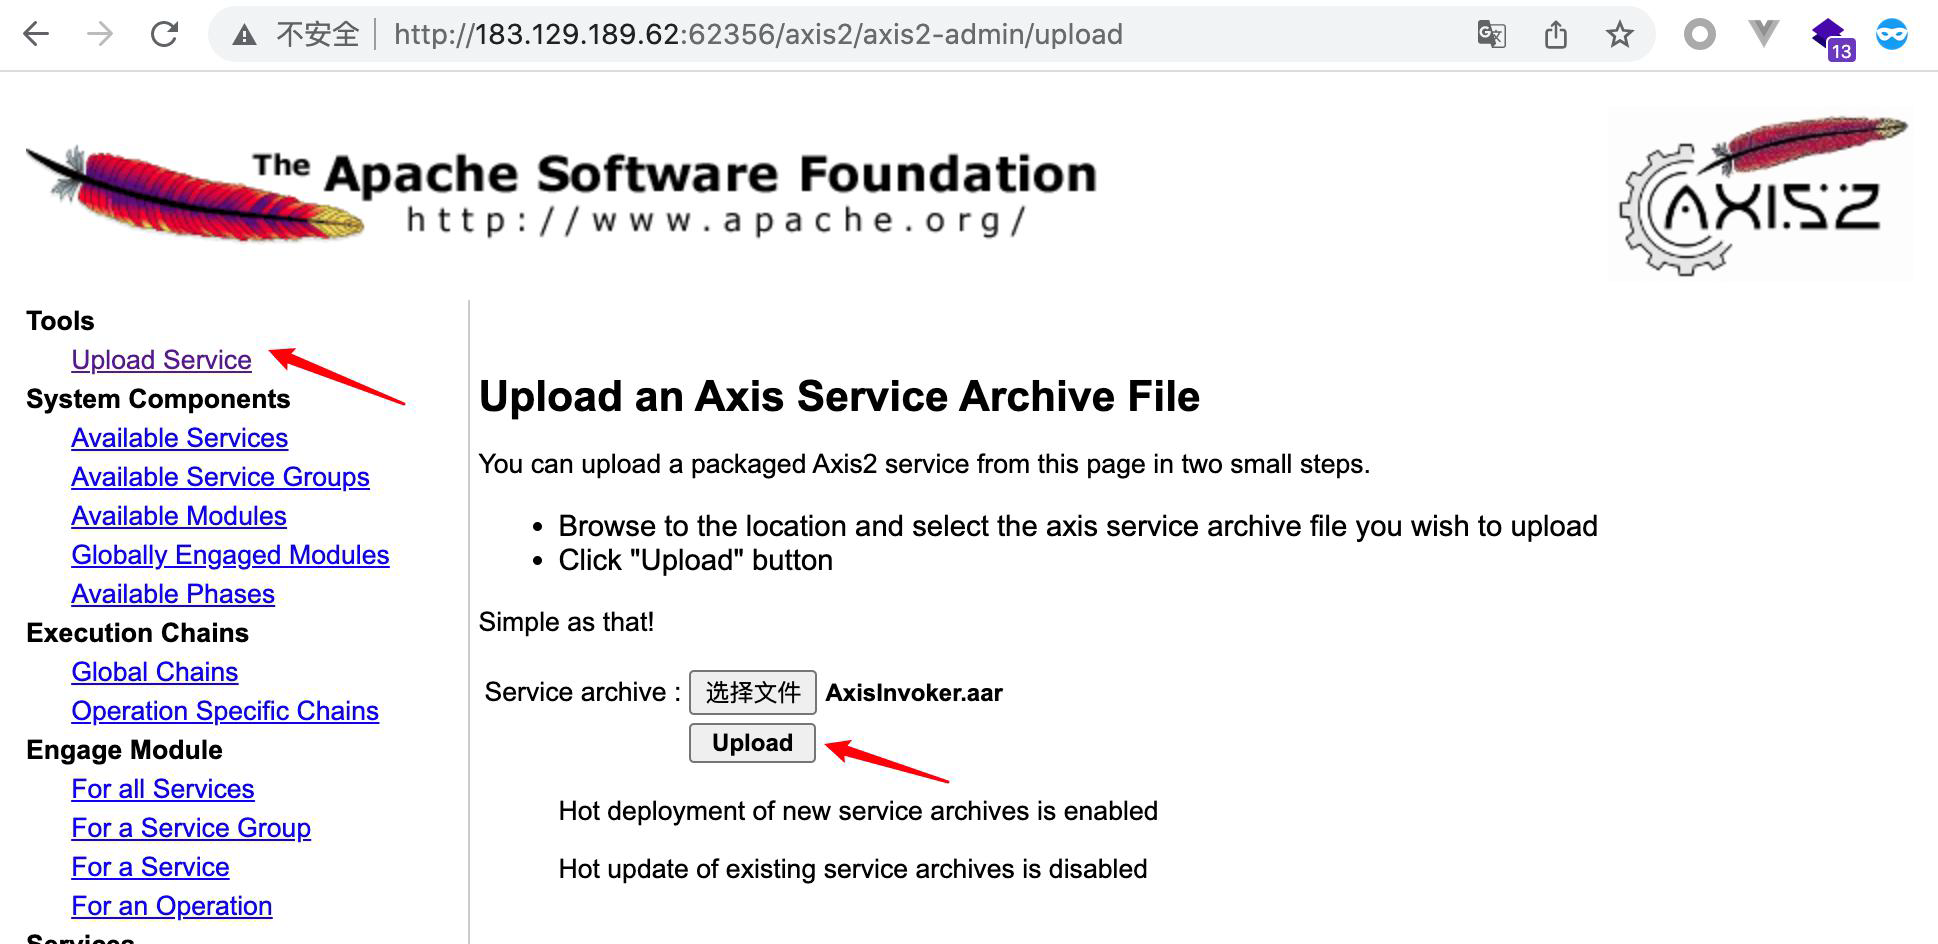 不安全 http://183.129.189.62:62356/axis2/axis2-admin/upload
13
The Apache Software Foundation
http://www.apache.org/
AXIS2
Tools
Upload Service
System Components
Available Services
Available Service Groups
Available Modules
Globally Engaged Modules
Available Phases
Execution Chains
Global Chains
Operation Specific Chains
Engage Module
For all Services
For a Service Group
For a Service
For an Operation
Services
Upload an Axis Service Archive File
You can upload a packaged Axis2 service from this page in two small steps.
• Browse to the location and select the axis service archive file you wish to upload
• Click "Upload" button
Simple as that!
Service archive : 选择文件 AxisInvoker.aar
Upload
Hot deployment of new service archives is enabled
Hot update of existing service archives is disabled